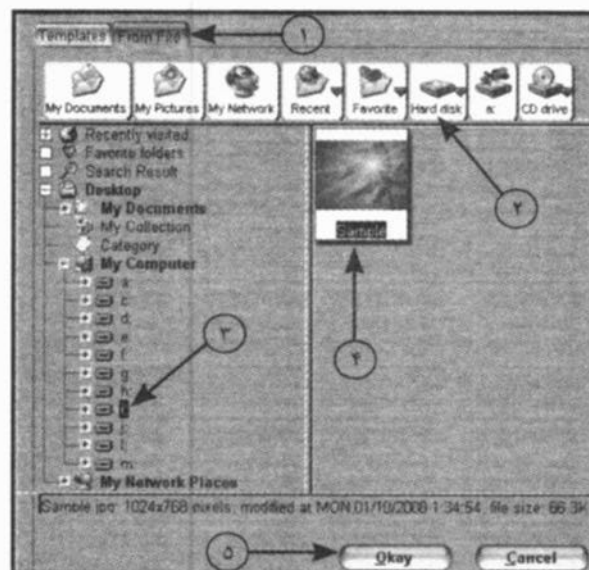 Templates From File ۱
My Documents My Pictures My Network Recent Favorite Hard disk a: CD drive
۲
Recently visited
Favorite folders
Search Result
Desktop
My Documents
My Collection
Category
My Computer
a:
c:
d:
e:
f:
g:
h:
i:
j:
l:
m:
My Network Places
Sample
۳
۴
Sample.jpg: 1024x768 pixels, modified at MON,01/10/2008 1:34:54, file size: 66.3K
۵
Okay Cancel